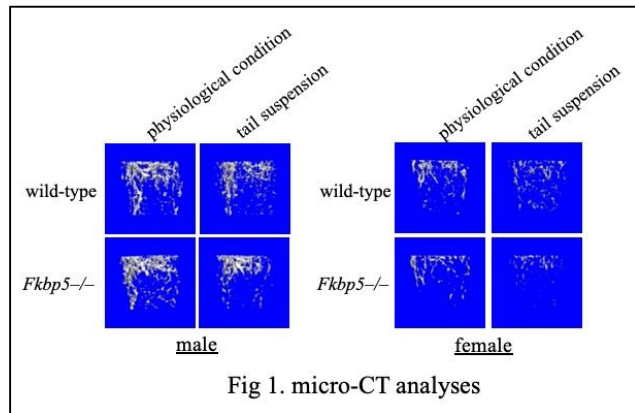 physiological condition
tail suspension
physiological condition
tail suspension
wild-type
wild-type
Fkbp5–/–
Fkbp5–/–
male
female
Fig 1. micro-CT analyses